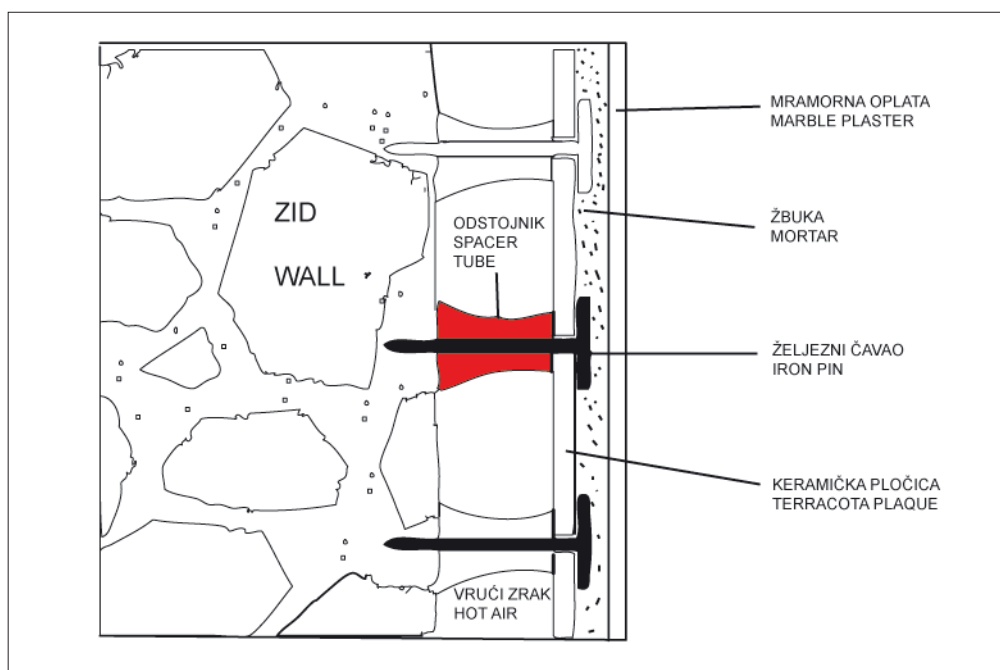 MRAMORNA OPLATA
MARBLE PLASTER
ZID
WALL
ODSTOJNIK
SPACER
TUBE
ŽBUKA
MORTAR
ŽELJEZNI ČAVAO
IRON PIN
KERAMIČKA PLOČICA
TERRACOTA PLAQUE
VRUĆI ZRAK
HOT AIR